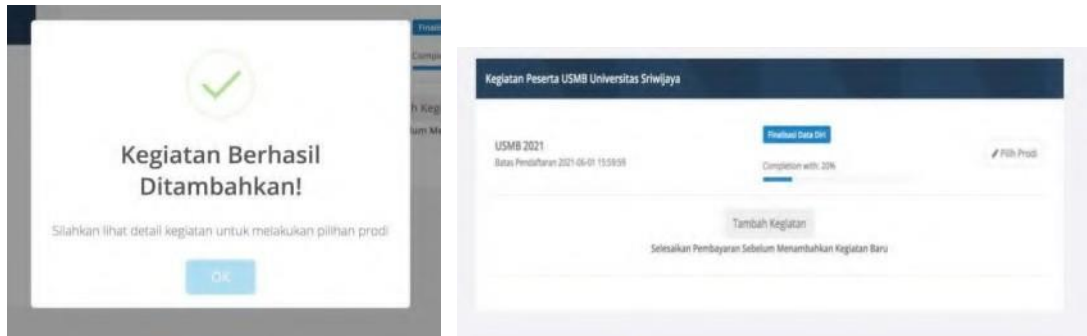 Kegiatan Berhasil
Ditambahkan!
Silahkan lihat detail kegiatan untuk melakukan pilihan prodi
OK
Kegiatan Peserta USMB Universitas Sriwijaya
USMB 2021
Batas Pendaftaran 2021-06-01 15:59:59
Finalisasi Data Diri
Completion with: 20%
Pilih Prodi
Tambah Kegiatan
Selesaikan Pembayaran Sebelum Menambahkan Kegiatan Baru